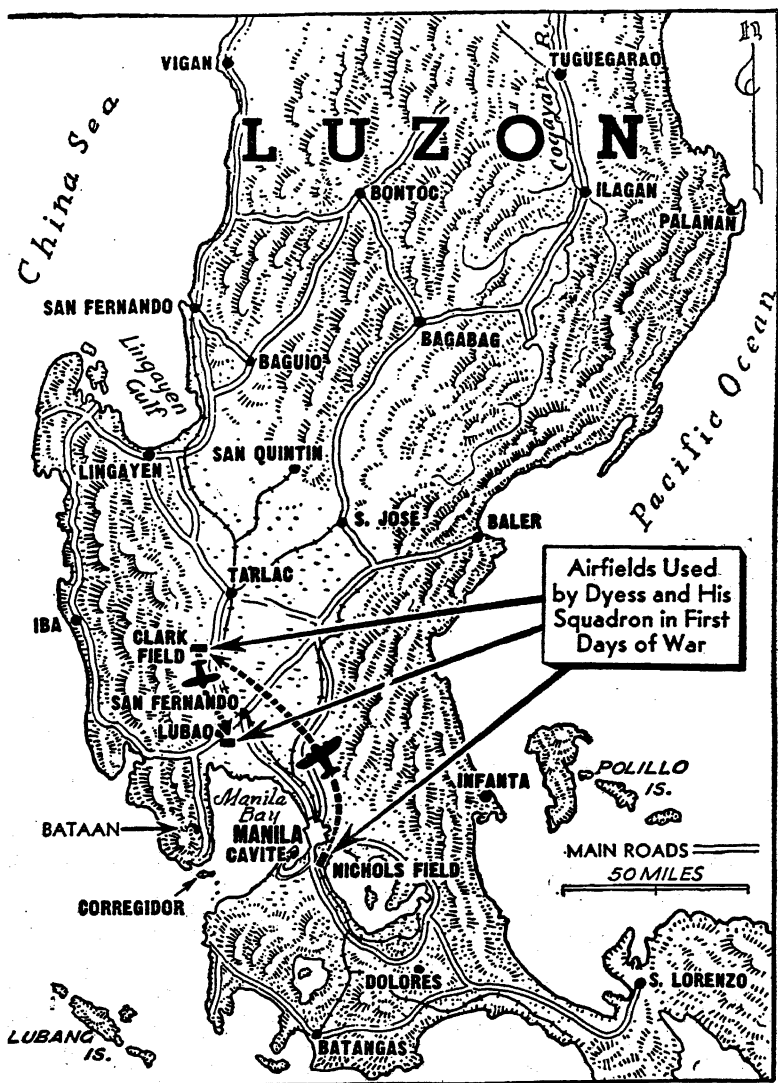 n
VIGAN
TUGUEGARAO
Cogayan R.
LUZON
China Sea
BONTOC
ILAGAN
PALANAN
SAN FERNANDO
BAGABAG
Lingayen
Gulf
BAGUIO
Pacific Ocean
SAN QUINTIN
LINGAYEN
S. JOSE
BALER
TARLAC
Airfields Used
by Dyess and His
Squadron in First
Days of War
IBA
CLARK
FIELD
SAN FERNANDO
LUBAO
INFANTA
POLILLO
IS.
Manila
Bay
BATAAN
MANILA
CAVITE
MAIN ROADS
NICHOLS FIELD
50 MILES
CORREGIDOR
DOLORES
S. LORENZO
LUBANG
IS.
BATANGAS